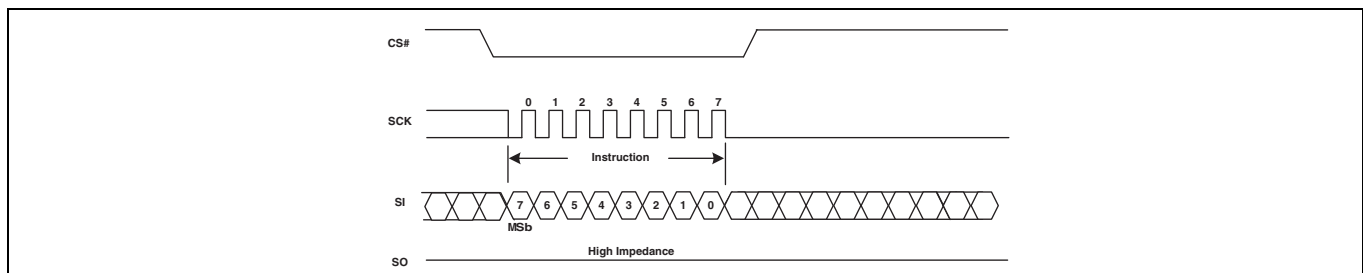 CS#
0 1 2 3 4 5 6 7
SCK
Instruction
SI 7 6 5 4 3 2 1 0
MSb
High Impedance
SO